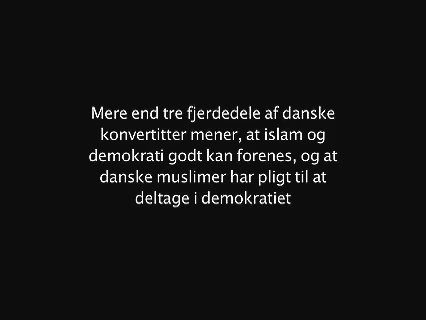 Mere end tre fjerdedele af danske
konvertitter mener, at islam og
demokrati godt kan forenes, og at
danske muslimer har pligt til at
deltage i demokratiet